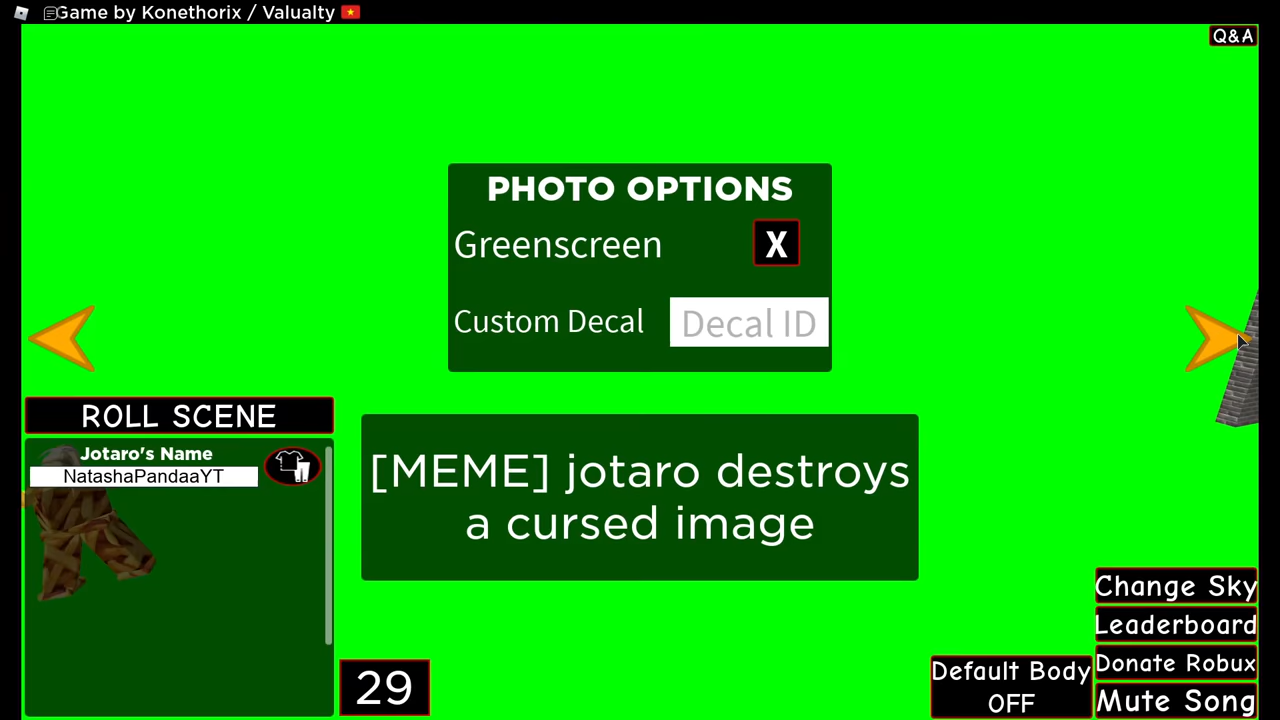 Game by Konethorix / Valualty
Q&A
PHOTO OPTIONS
Greenscreen X
Custom Decal Decal ID
ROLL SCENE
Jotaro's Name
NatashaPandaaYT
[MEME] jotaro destroys
a cursed image
29
Default Body
OFF
Change Sky
Leaderboard
Donate Robux
Mute Song